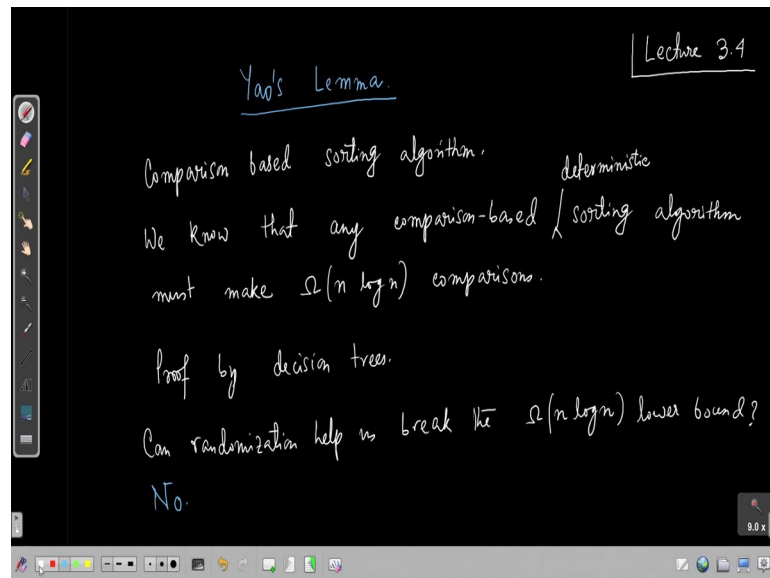 Lecture 3.4
Yao's Lemma.
Comparison based sorting algorithm.
deterministic
We know that any comparison-based sorting algorithm
must make Ω(n log n) comparisons.
Proof by decision trees.
Can randomization help us break the Ω(n log n) lower bound?
No.
9.0 x